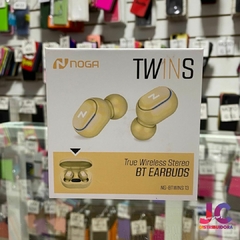 NOGA
TWINS
True Wireless Stereo
BT EARBUDS
JC